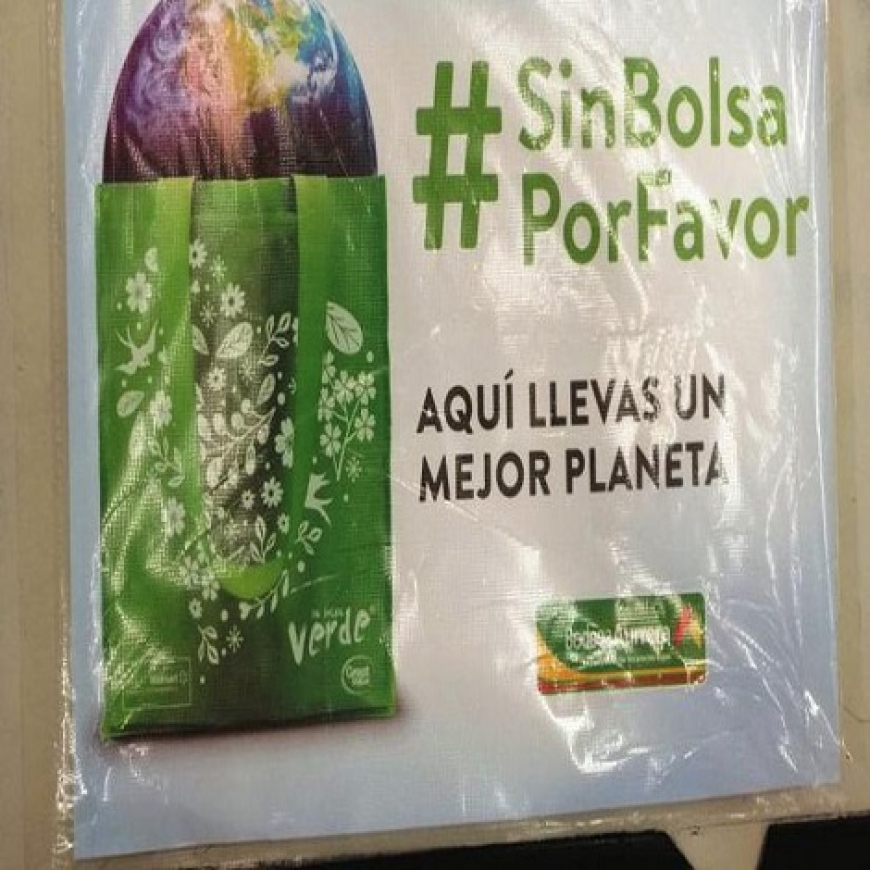 #SinBolsa
PorFavor
AQUÍ LLEVAS UN
MEJOR PLANETA
Bodega Aurrera
verde